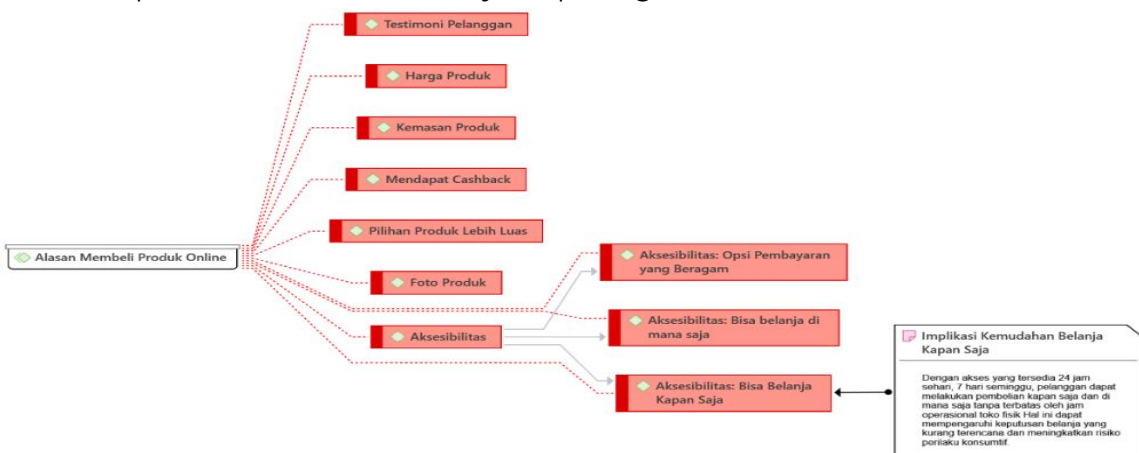 Testimoni Pelanggan
Harga Produk
Kemasan Produk
Mendapat Cashback
Pilihan Produk Lebih Luas
Alasan Membeli Produk Online
Foto Produk
Aksesibilitas
Aksesibilitas: Opsi Pembayaran
yang Beragam
Aksesibilitas: Bisa belanja di
mana saja
Aksesibilitas: Bisa Belanja
Kapan Saja
Implikasi Kemudahan Belanja
Kapan Saja
Dengan akses yang tersedia 24 jam
sehari, 7 hari seminggu, pelanggan dapat
melakukan pembelian kapan saja dan di
mana saja tanpa terbatas oleh jam
operasional toko fisik Hal ini dapat
mempengaruhi keputusan belanja yang
kurang terencana dan meningkatkan risiko
perilaku konsumtif.